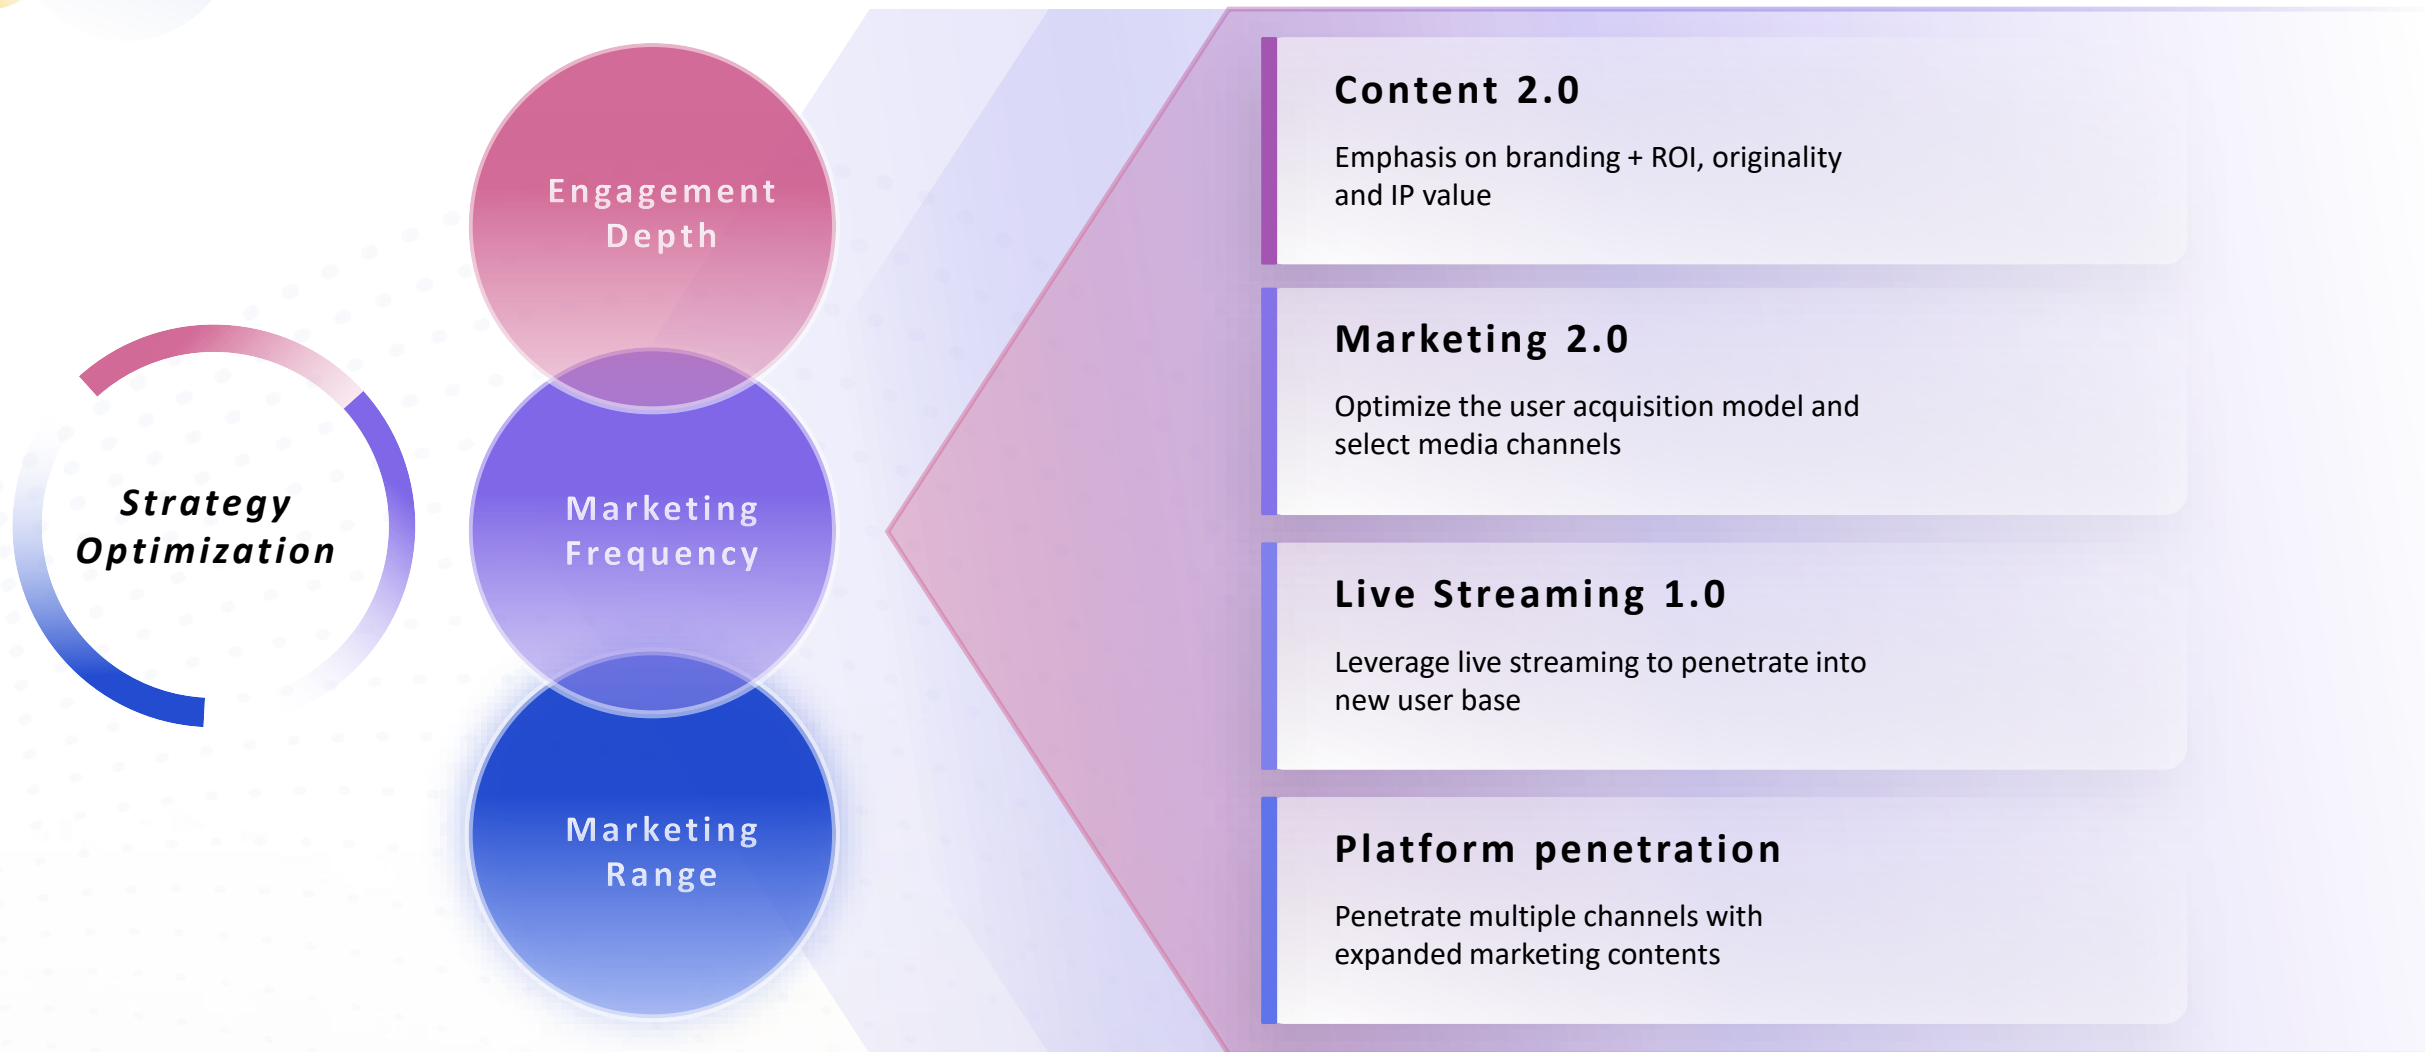 Strategy
Optimization
Engagement
Depth
Marketing
Frequency
Marketing
Range
Content 2.0
Emphasis on branding + ROI, originality
and IP value
Marketing 2.0
Optimize the user acquisition model and
select media channels
Live Streaming 1.0
Leverage live streaming to penetrate into
new user base
Platform penetration
Penetrate multiple channels with
expanded marketing contents